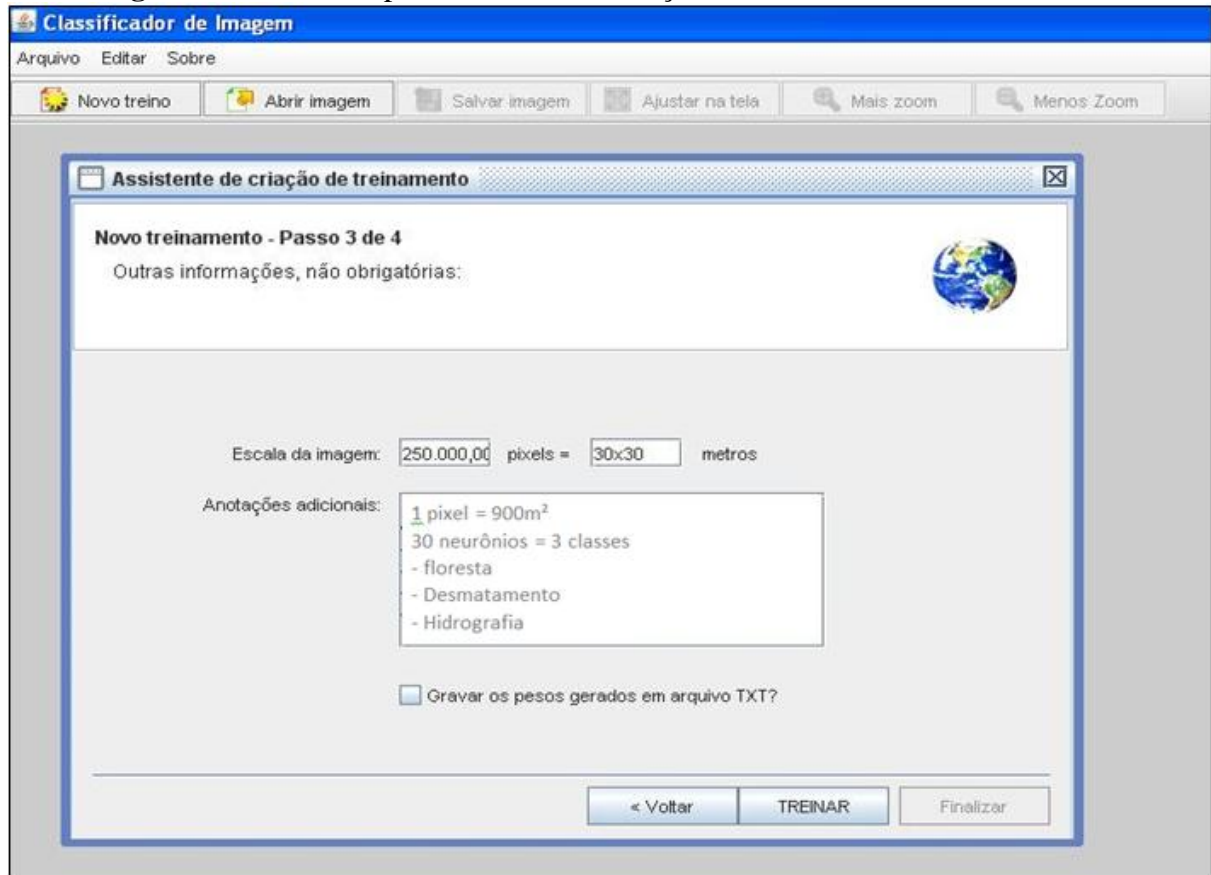 Classificador de Imagem
Arquivo Editar Sobre
Novo treino Abrir imagem Salvar imagem Ajustar na tela Mais zoom Menos Zoom
Assistente de criação de treinamento
Novo treinamento - Passo 3 de 4
Outras informações, não obrigatórias:
Escala da imagem: 250.000,00 pixels = 30x30 metros
Anotações adicionais:
1 pixel = 900m²
30 neurônios = 3 classes
- floresta
- Desmatamento
- Hidrografia
Gravar os pesos gerados em arquivo TXT?
« Voltar TREINAR Finalizar